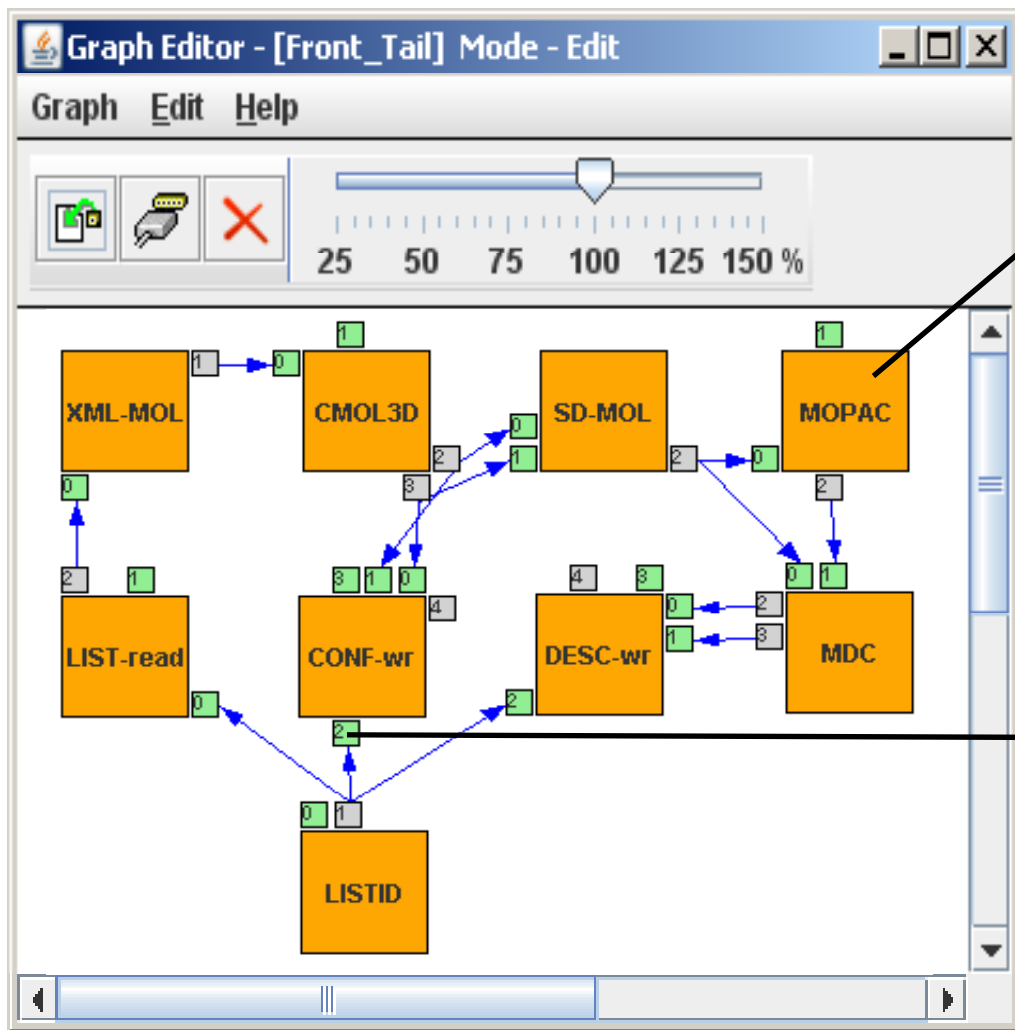 Graph Editor - [Front_Tail] Mode - Edit
Graph Edit Help
25 50 75 100 125 150 %
1 1
1 0
XML-MOL CMOL3D SD-MOL MOPAC
0
1 2 2 0
0 3 2
2 1 3 1 0 4 3 0 1
4 0 2
LIST-read CONF-wr DESC-wr 1 3 MDC
0 2
2
0 1
LISTID